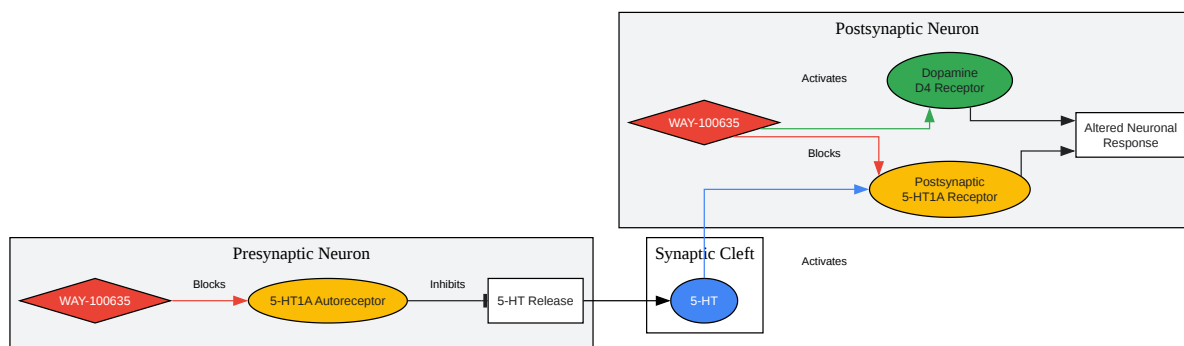 Postsynaptic Neuron
Activates
Dopamine
D4 Receptor
WAY-100635
Altered Neuronal
Response
Blocks
Postsynaptic
5-HT1A Receptor
Presynaptic Neuron
Synaptic Cleft
Activates
WAY-100635
Blocks
5-HT1A Autoreceptor
Inhibits
5-HT Release
5-HT